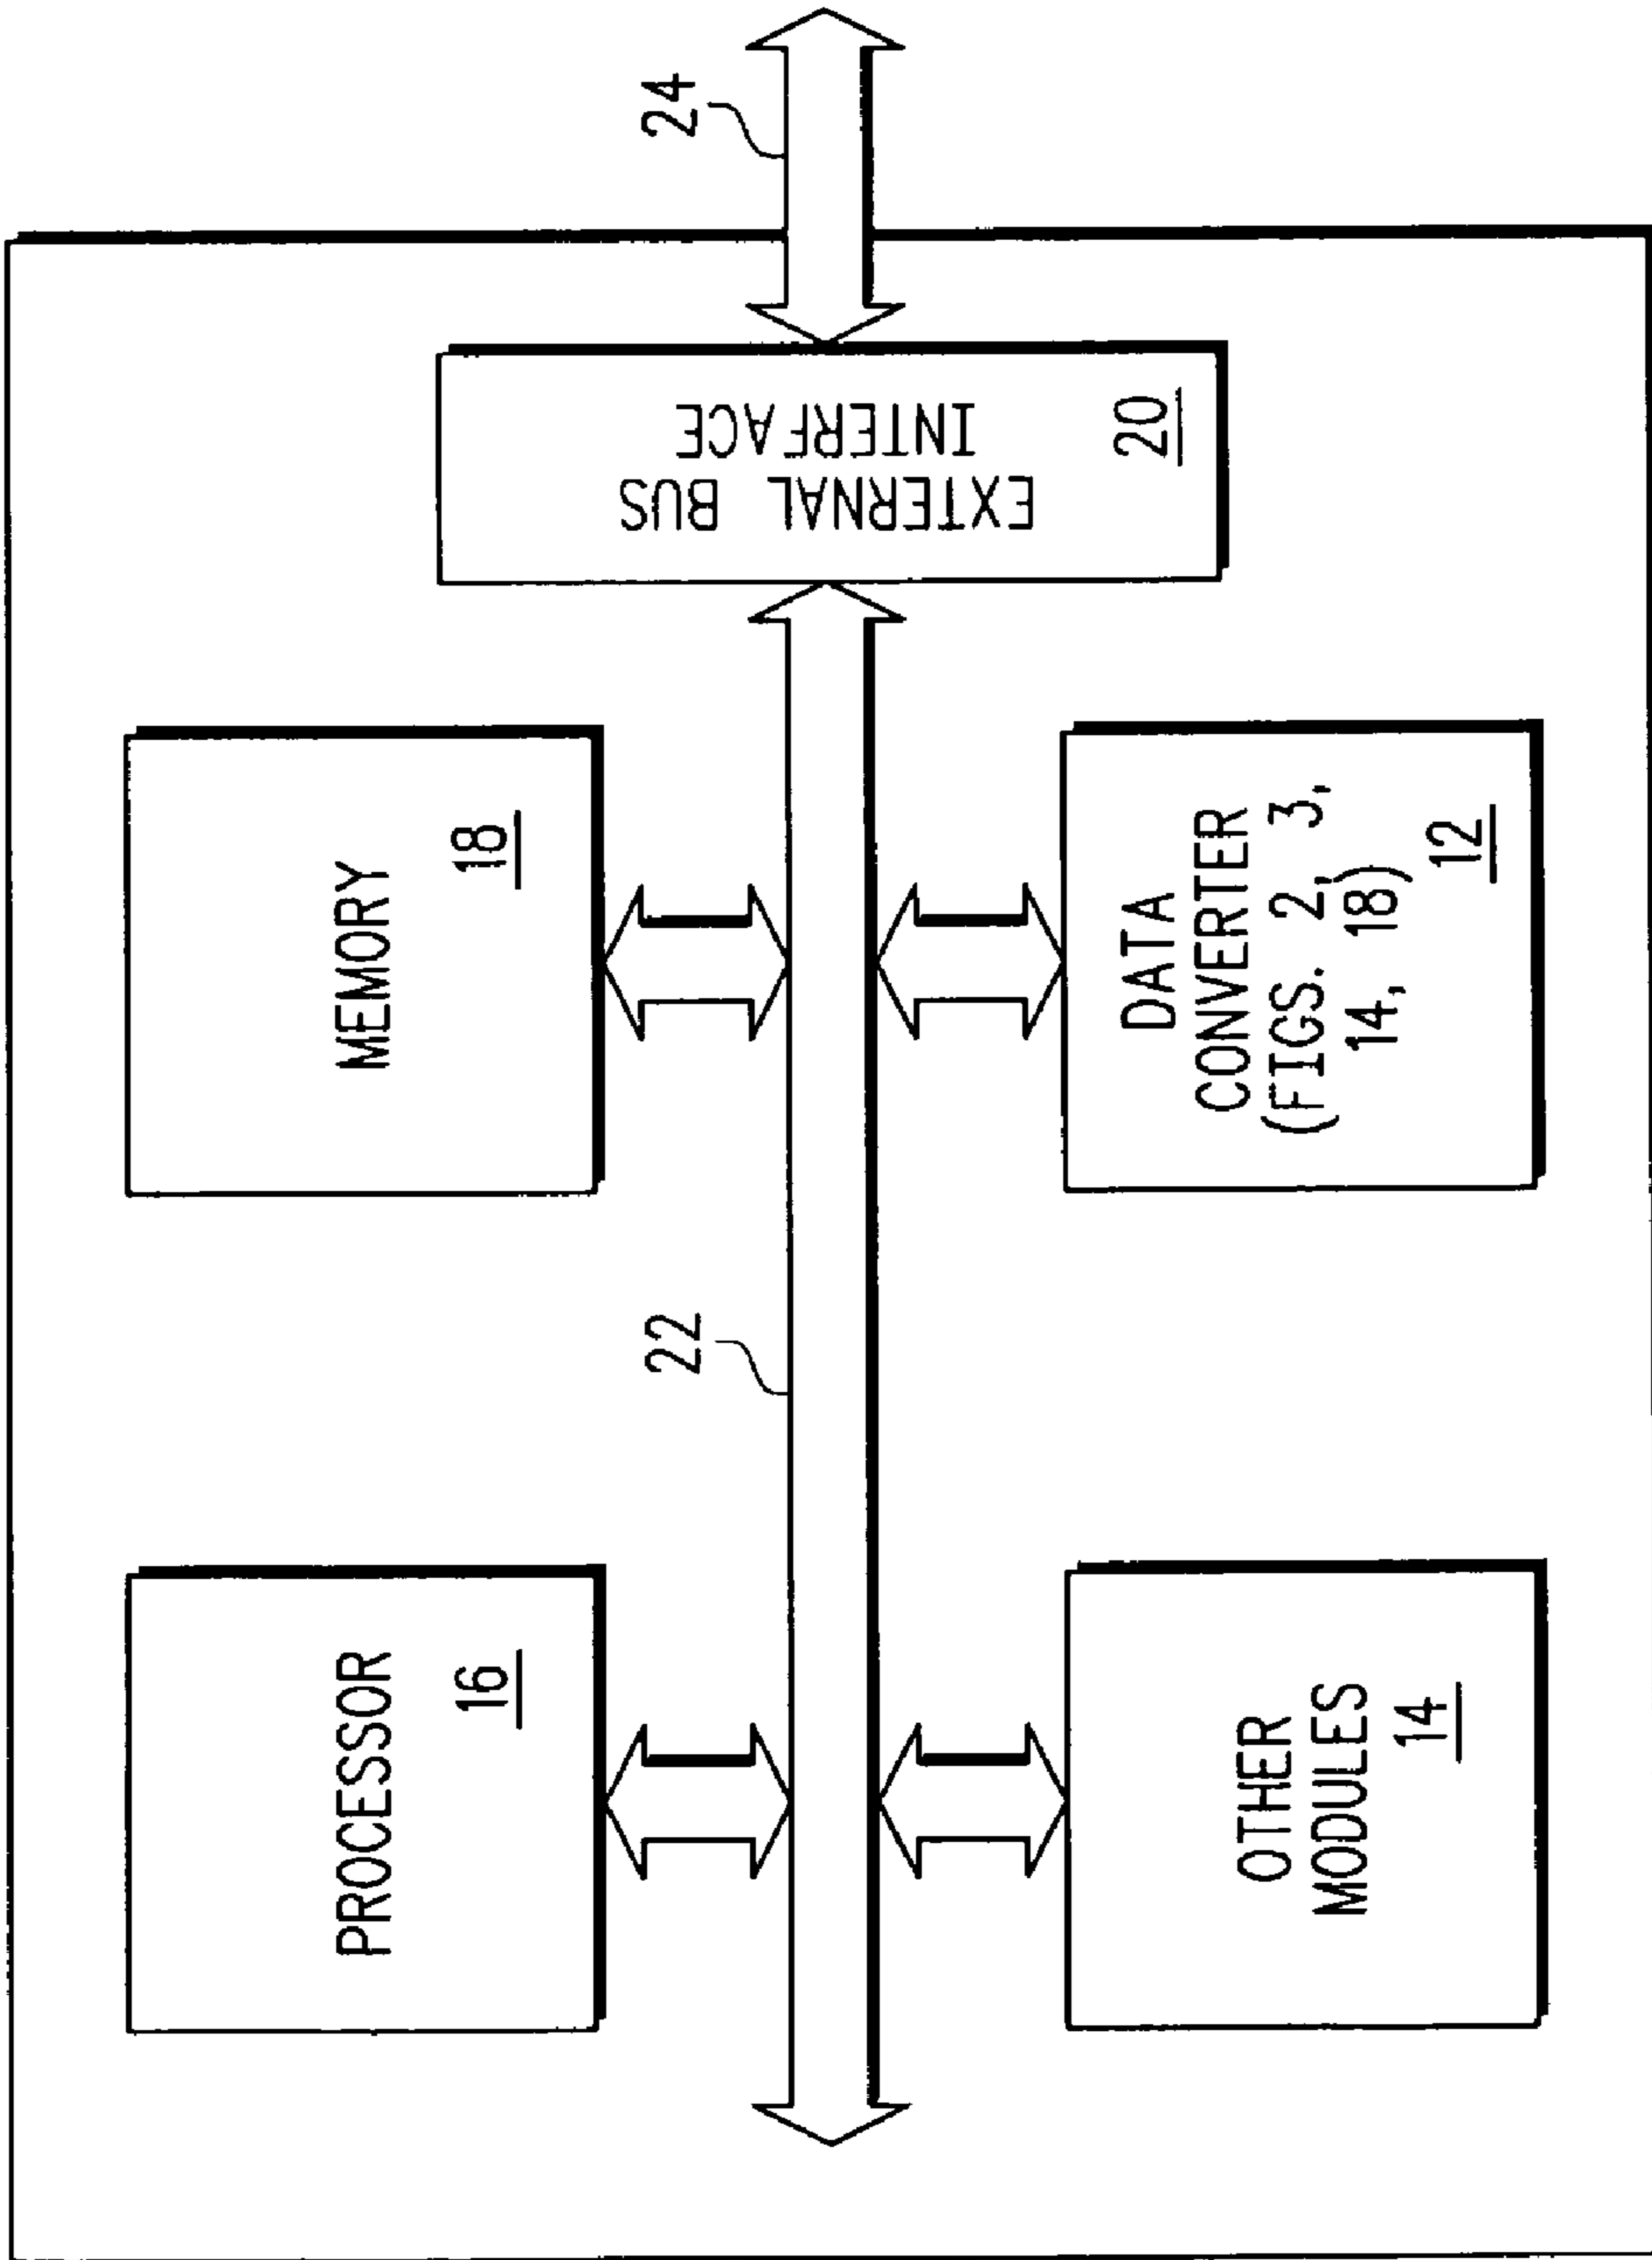 PROCESSOR
16
MEMORY
18
22
24
OTHER
MODULES
14
DATA
CONVERTER
(FIGS. 2, 3,
14, 18)
12
EXTERNAL BUS
INTERFACE
20